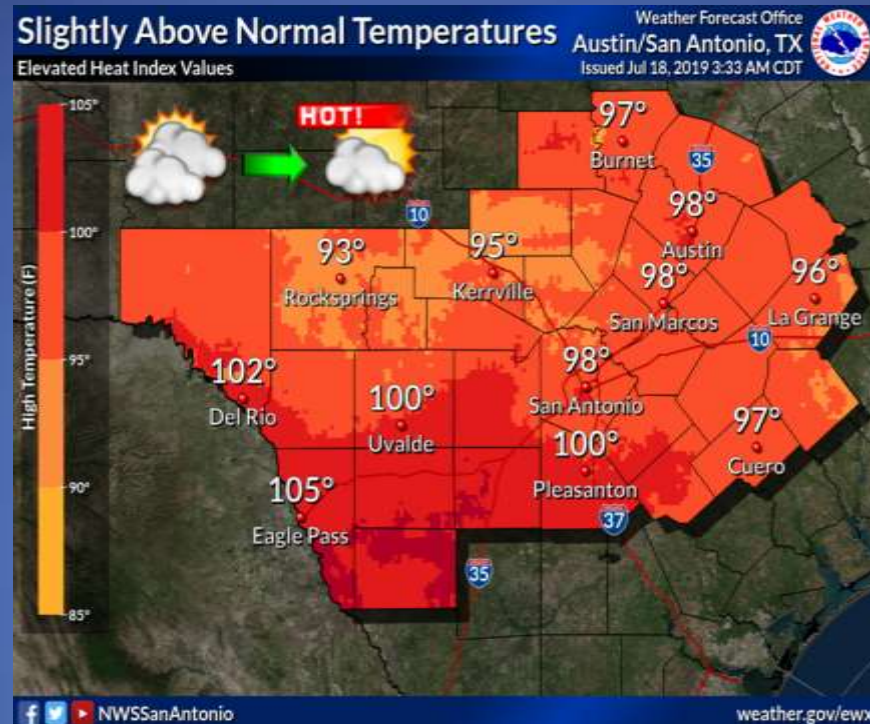 Slightly Above Normal Temperatures
Elevated Heat Index Values
Weather Forecast Office
Austin/San Antonio, TX
Issued Jul 18, 2019 3:33 AM CDT
High Temperature (F)
105°
100°
95°
90°
85°
HOT!
97°
Burnet
35
10
98°
Austin
93°
Rocksprings
95°
Kerrville
98°
San Marcos
96°
La Grange
10
102°
Del Rio
100°
Uvalde
98°
San Antonio
97°
Cuero
100°
Pleasanton
105°
Eagle Pass
37
35
NWSSanAntonio
weather.gov/ewx